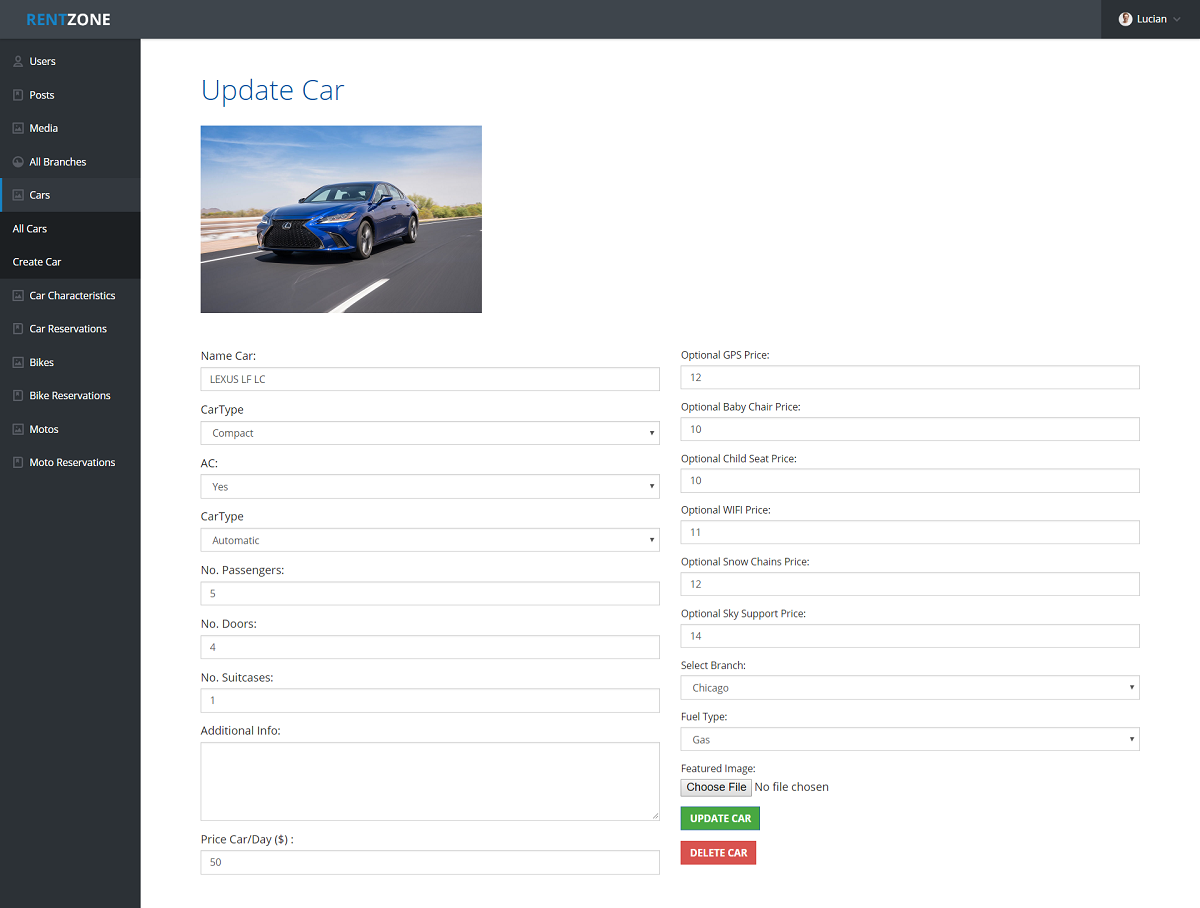 RENTZONE
Lucian
Users
Posts
Media
All Branches
Cars
All Cars
Create Car
Car Characteristics
Car Reservations
Bikes
Bike Reservations
Motos
Moto Reservations
Update Car
Name Car:
LEXUS LF LC
CarType
Compact
AC:
Yes
CarType
Automatic
No. Passengers:
5
No. Doors:
4
No. Suitcases:
1
Additional Info:
Price Car/Day ($) :
50
Optional GPS Price:
12
Optional Baby Chair Price:
10
Optional Child Seat Price:
10
Optional WIFI Price:
11
Optional Snow Chains Price:
12
Optional Sky Support Price:
14
Select Branch:
Chicago
Fuel Type:
Gas
Featured Image:
Choose File No file chosen
UPDATE CAR
DELETE CAR